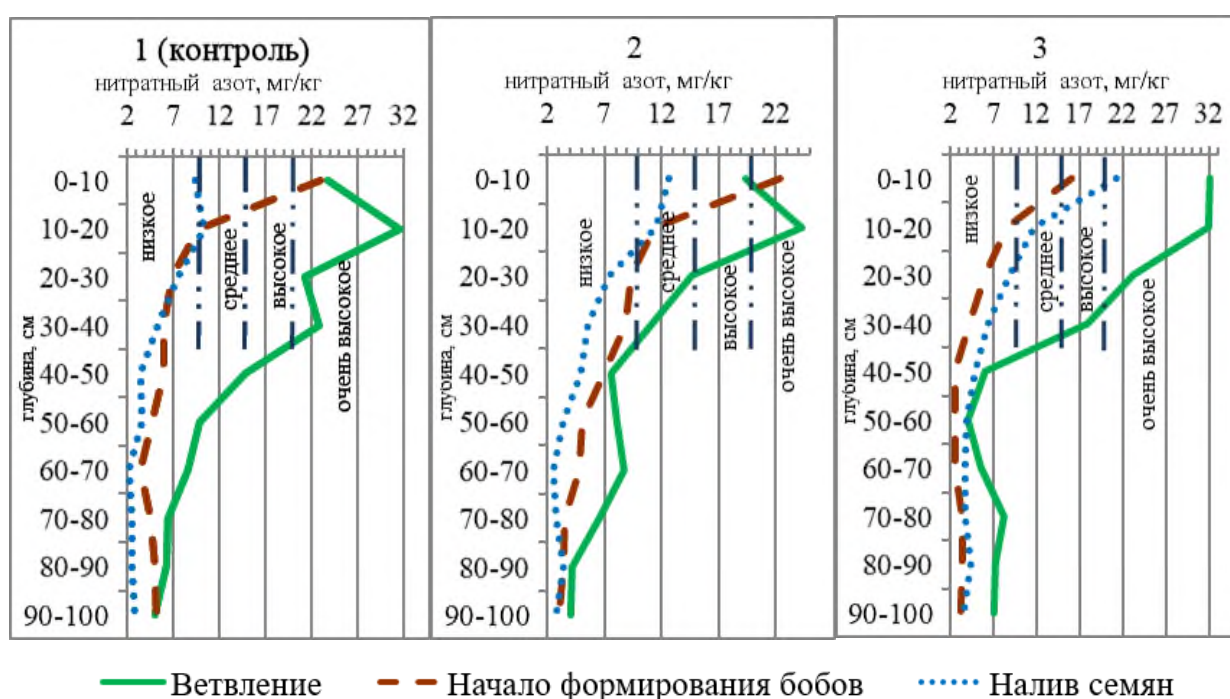 1 (контроль)
нитратный азот, мг/кг
2 7 12 17 22 27 32
глубина, см
0-10
10-20
20-30
30-40
40-50
50-60
60-70
70-80
80-90
90-100
низкое
среднее
высокое
очень высокое
2
нитратный азот, мг/кг
2 7 12 17 22
глубина, см
0-10
10-20
20-30
30-40
40-50
50-60
60-70
70-80
80-90
90-100
низкое
среднее
высокое
очень высокое
3
нитратный азот, мг/кг
2 7 12 17 22 27 32
глубина, см
0-10
10-20
20-30
30-40
40-50
50-60
60-70
70-80
80-90
90-100
низкое
среднее
высокое
очень высокое
Ветвление Начало формирования бобов Налив семян